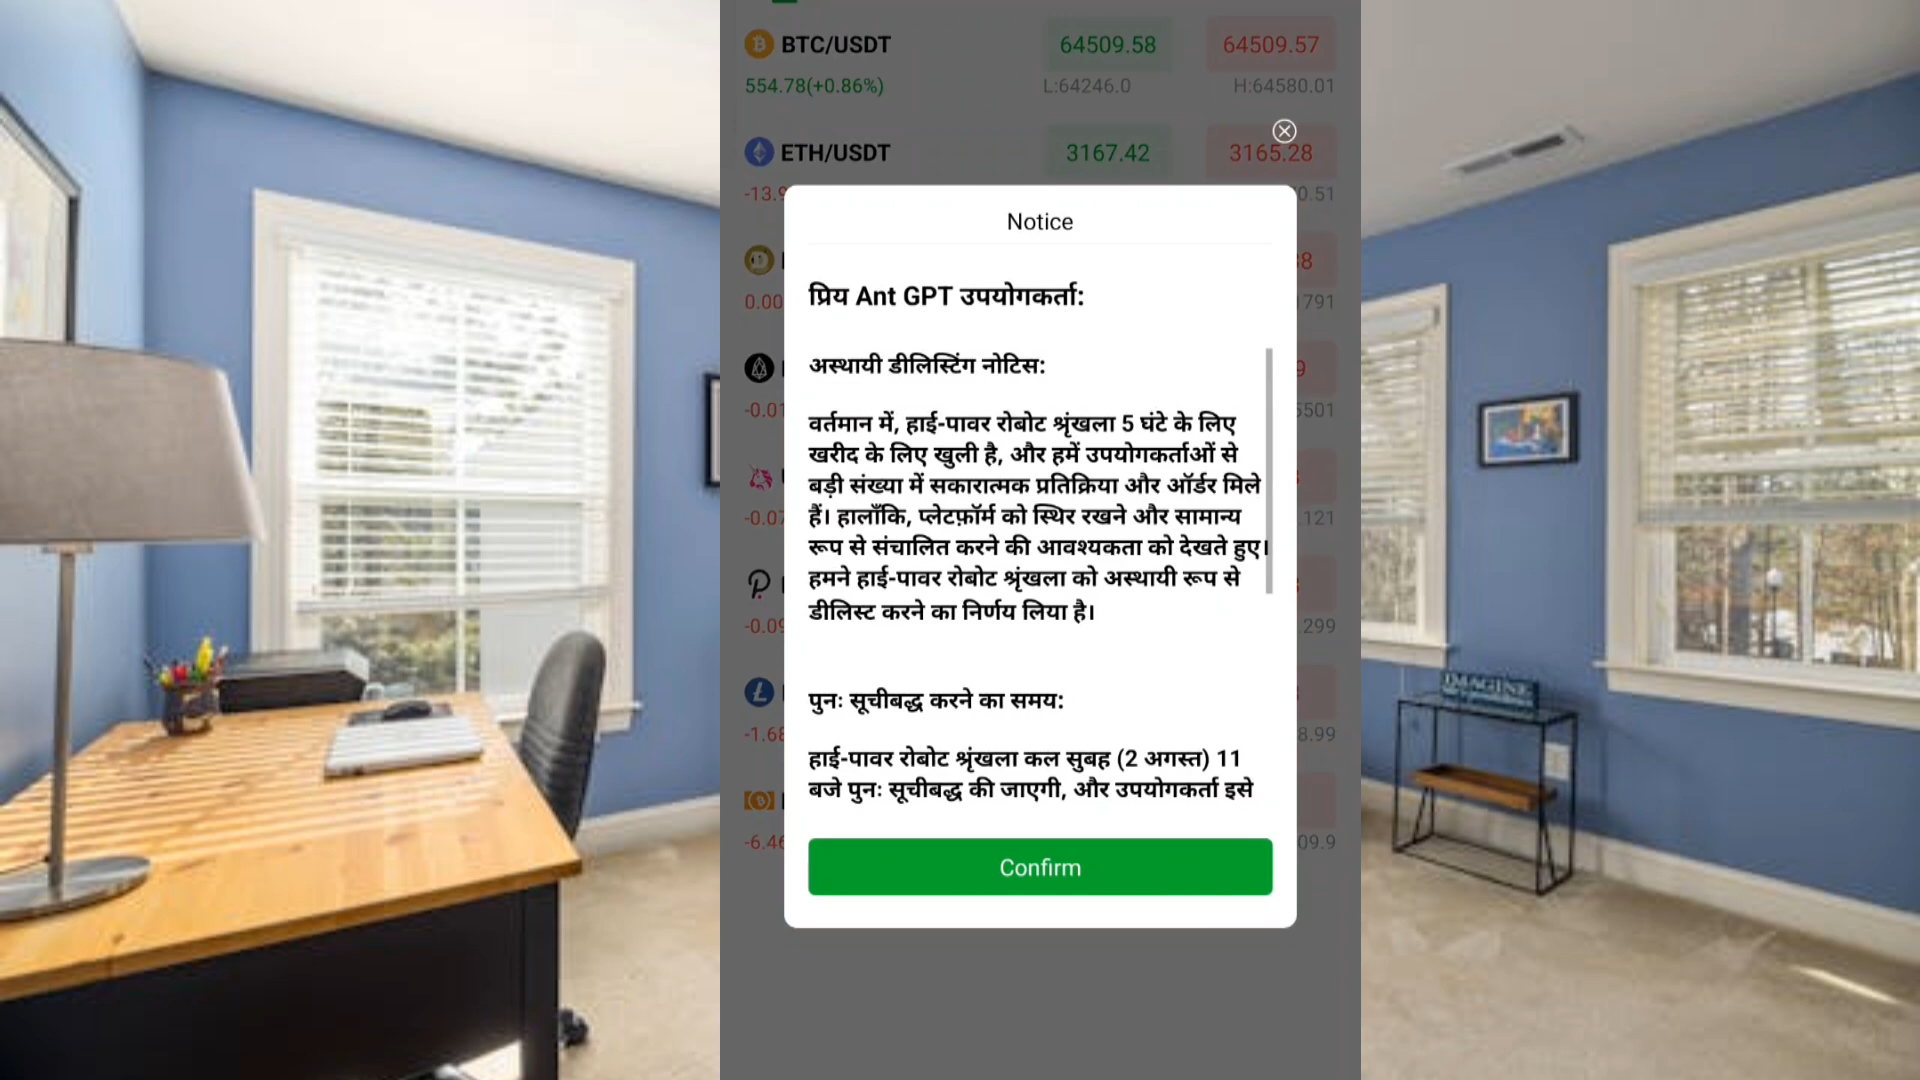 BTC/USDT 64509.58 64509.57
554.78(+0.86%) L:64246.0 H:64580.01
ETH/USDT 3167.42 3165.28
Notice
प्रिय Ant GPT उपयोगकर्ता:
अस्थायी डीलिस्टिंग नोटिस:
वर्तमान में, हाई-पावर रोबोट श्रृंखला 5 घंटे के लिए
खरीद के लिए खुली है, और हमें उपयोगकर्ताओं से
बड़ी संख्या में सकारात्मक प्रतिक्रिया और ऑर्डर मिले
हैं। हालाँकि, प्लेटफ़ॉर्म को स्थिर रखने और सामान्य
रूप से संचालित करने की आवश्यकता को देखते हुए।
हमने हाई-पावर रोबोट श्रृंखला को अस्थायी रूप से
डीलिस्ट करने का निर्णय लिया है।
पुनः सूचीबद्ध करने का समय:
हाई-पावर रोबोट श्रृंखला कल सुबह (2 अगस्त) 11
बजे पुनः सूचीबद्ध की जाएगी, और उपयोगकर्ता इसे
Confirm
IMAGINE